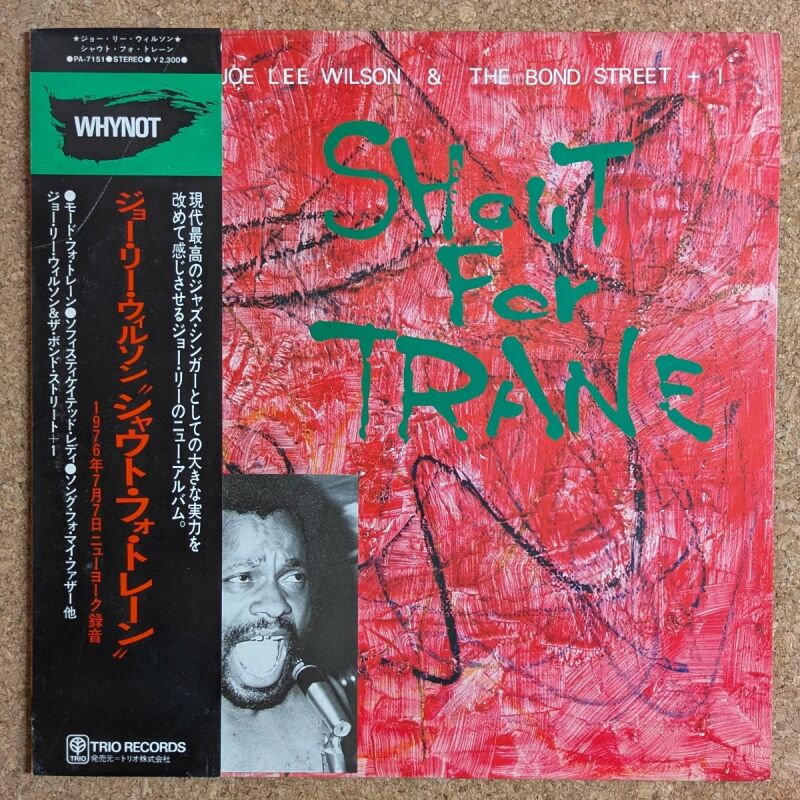 ★ジョー・リー・ウィルソン★
シャウト・フォ・トレーン
●PA-7151●STEREO●¥2,300●
WHYNOT
現代最高のジャズ・シンガーとしての大きな実力を
改めて感じさせるジョー・リーのニュー・アルバム。
ジョー・リー・ウィルソン〝シャウト・フォ・トレーン〟
1976年7月7日 ニューヨーク録音
●モード・フォ・トレーン●ソフィスティケイテッド・レディ●ソング・フォ・マイ・ファザー 他
ジョー・リー・ウィルソン&ザ・ボンド・ストリート+1
TRIO
TRIO RECORDS
発売元=トリオ株式会社
JOE LEE WILSON & THE BOND STREET + 1
SHouT
For
TRANE